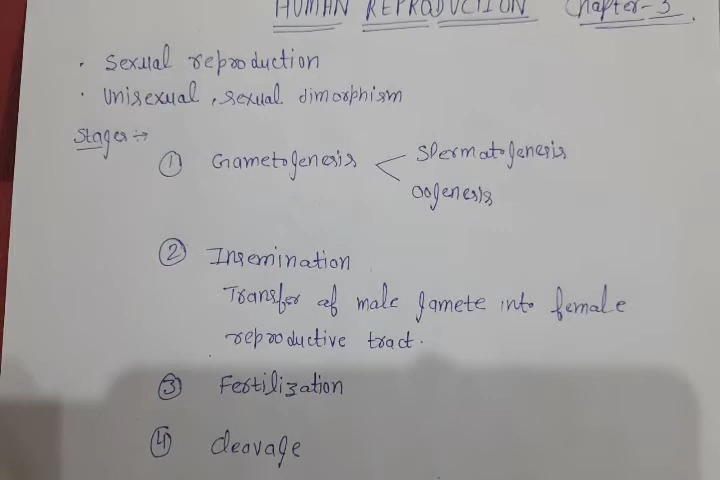 HUMAN REPRODUCTION Chapter-3
• Sexual reproduction
• Unisexual, sexual dimorphism
Stages :→
① Gametogenesis < Spermatogenesis
Oogenesis
② Insemination
Transfer of male gamete into female
reproductive tract.
③ Fertilization
④ Cleavage